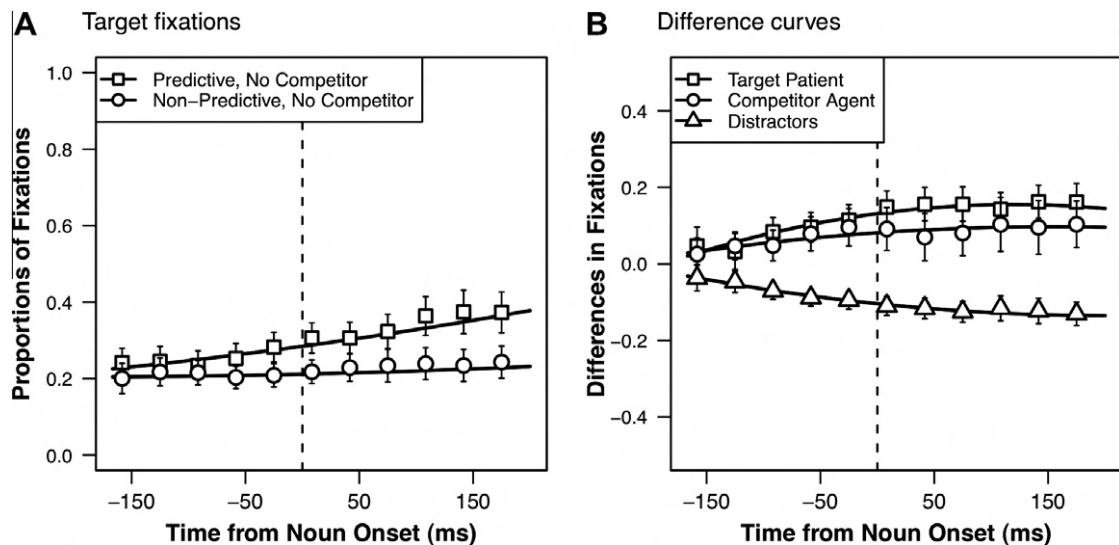 A Target fixations
Predictive, No Competitor
Non−Predictive, No Competitor
Proportions of Fixations
1.0
0.8
0.6
0.4
0.2
0.0
−150
−50
50
150
Time from Noun Onset (ms)
B Difference curves
Target Patient
Competitor Agent
Distractors
Differences in Fixations
0.4
0.2
0.0
−0.2
−0.4
−150
−50
50
150
Time from Noun Onset (ms)